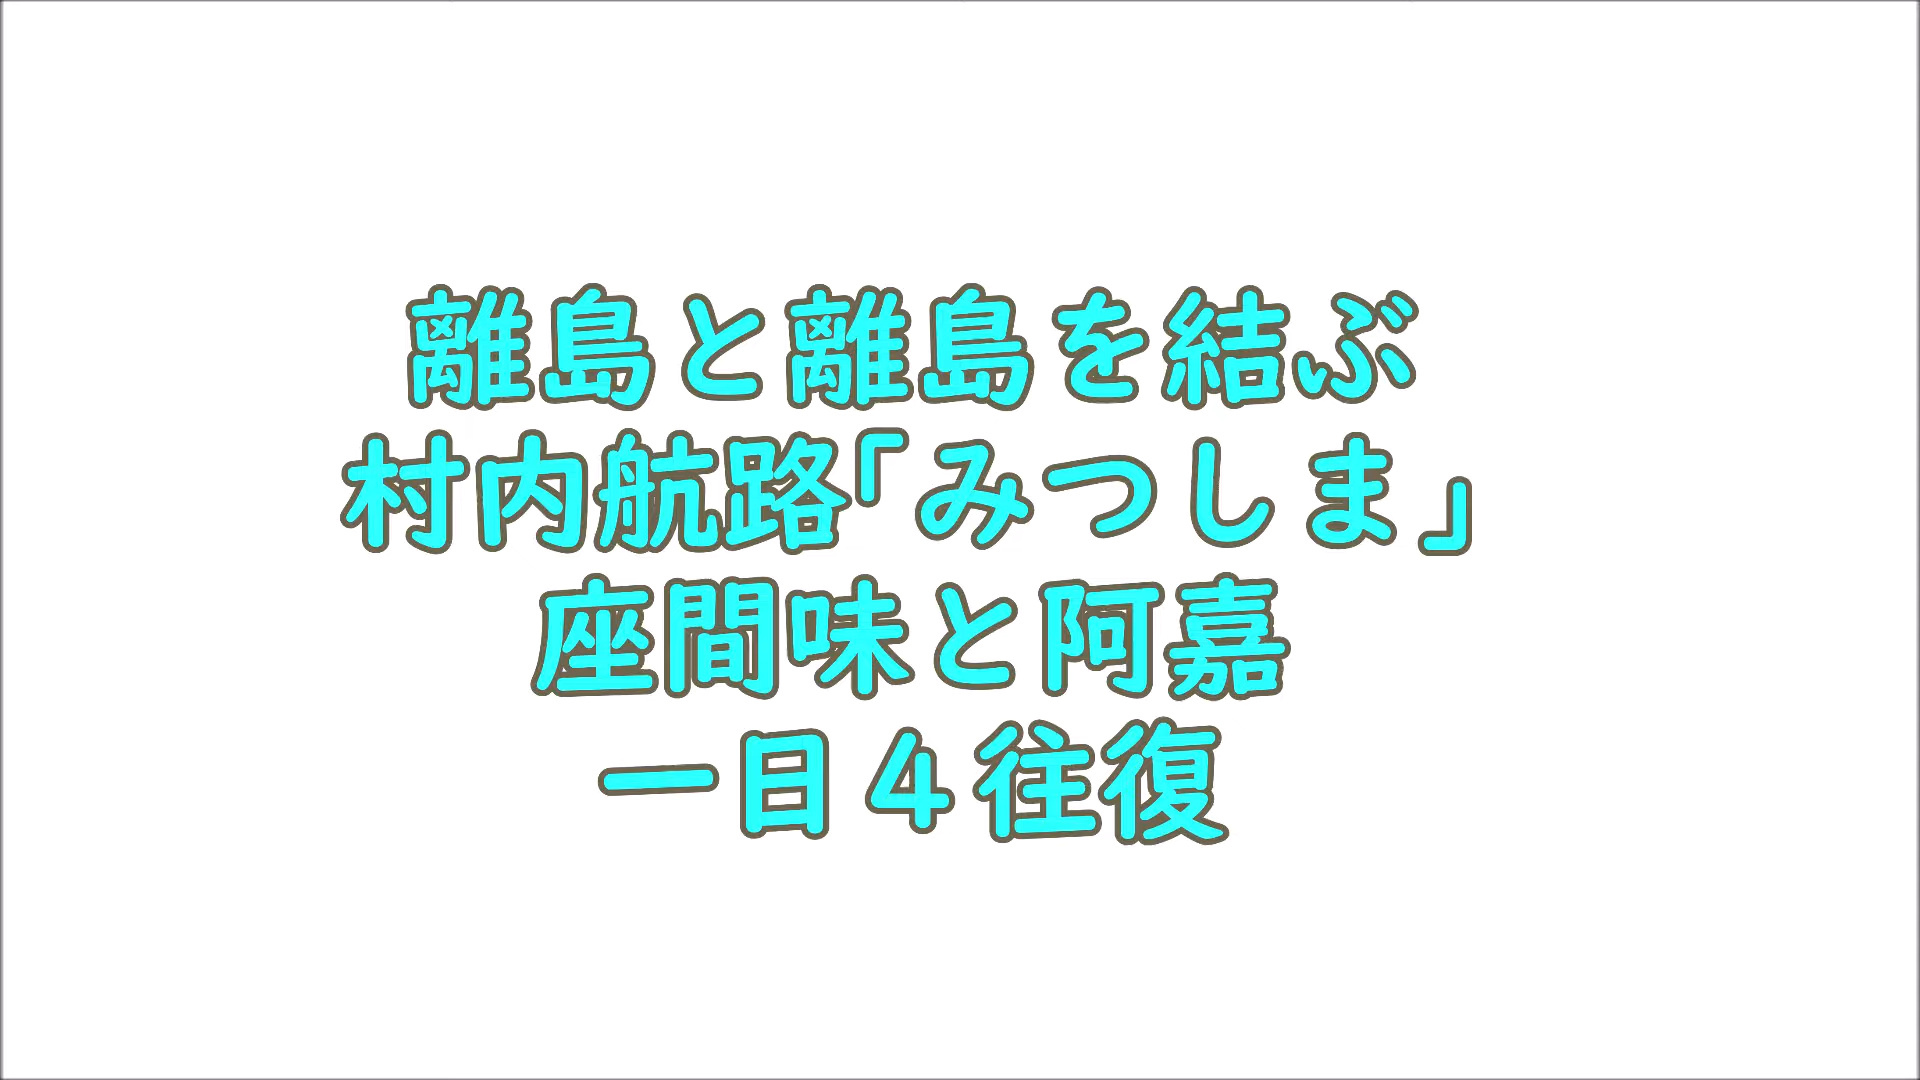 離島と離島を結ぶ
村内航路｢みつしま｣
座間味と阿嘉
一日４往復